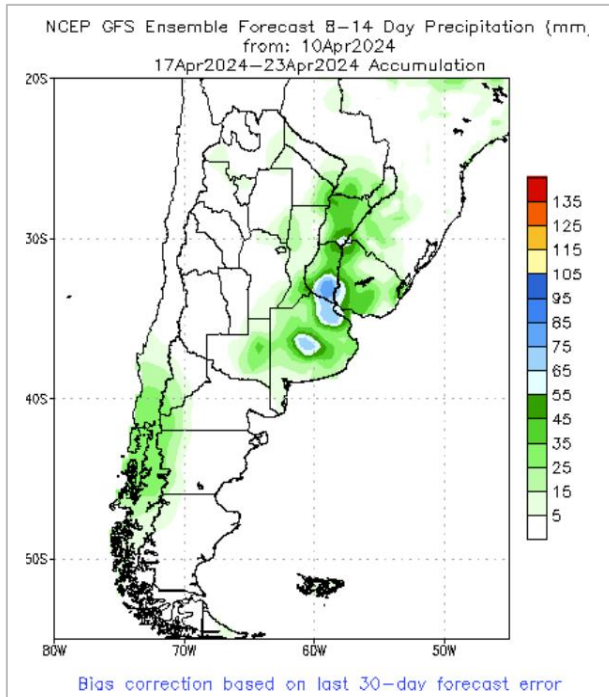 NCEP GFS Ensemble Forecast 8-14 Day Precipitation (mm)
from: 10Apr2024
17Apr2024-23Apr2024 Accumulation
20S
30S
40S
50S
80W
70W
60W
50W
135
125
115
105
95
85
75
65
55
45
35
25
15
5
Bias correction based on last 30-day forecast error